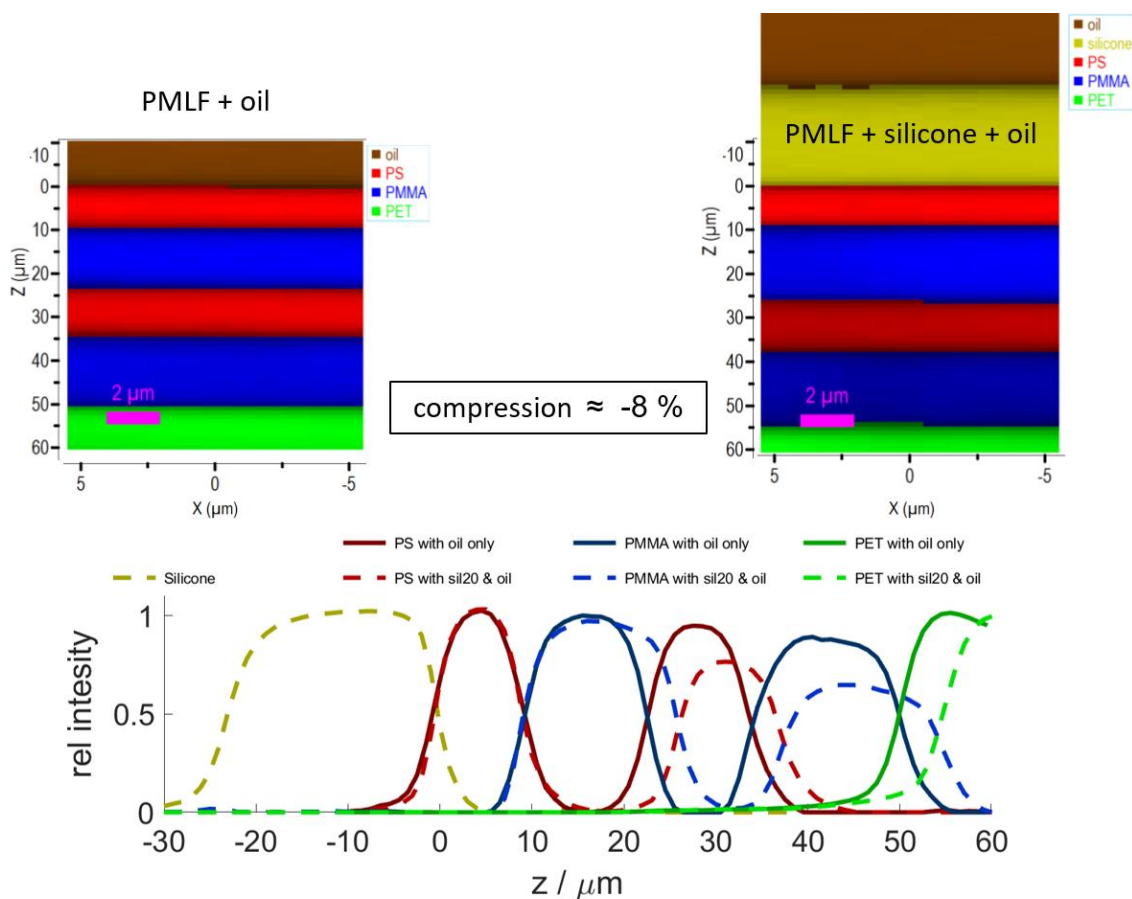 PMLF + oil
oil
PS
PMMA
PET
-10
0
10
20
30
40
50
60
Z (µm)
2 µm
5 0 -5
X (µm)
oil
silicone
PS
PMMA
PET
PMLF + silicone + oil
-10
0
10
20
30
40
50
60
Z (µm)
2 µm
5 0 -5
X (µm)
compression ≈ -8 %
PS with oil only PMMA with oil only PET with oil only
Silicone PS with sil20 & oil PMMA with sil20 & oil PET with sil20 & oil
1
0.5
0
rel intesity
-30 -20 -10 0 10 20 30 40 50 60
z / µm